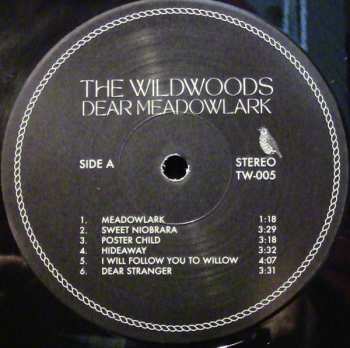 THE WILDWOODS
DEAR MEADOWLARK
SIDE A
STEREO
TW-005
1. MEADOWLARK 1:18
2. SWEET NIOBRARA 3:29
3. POSTER CHILD 3:18
4. HIDEAWAY 3:32
5. I WILL FOLLOW YOU TO WILLOW 4:07
6. DEAR STRANGER 3:31